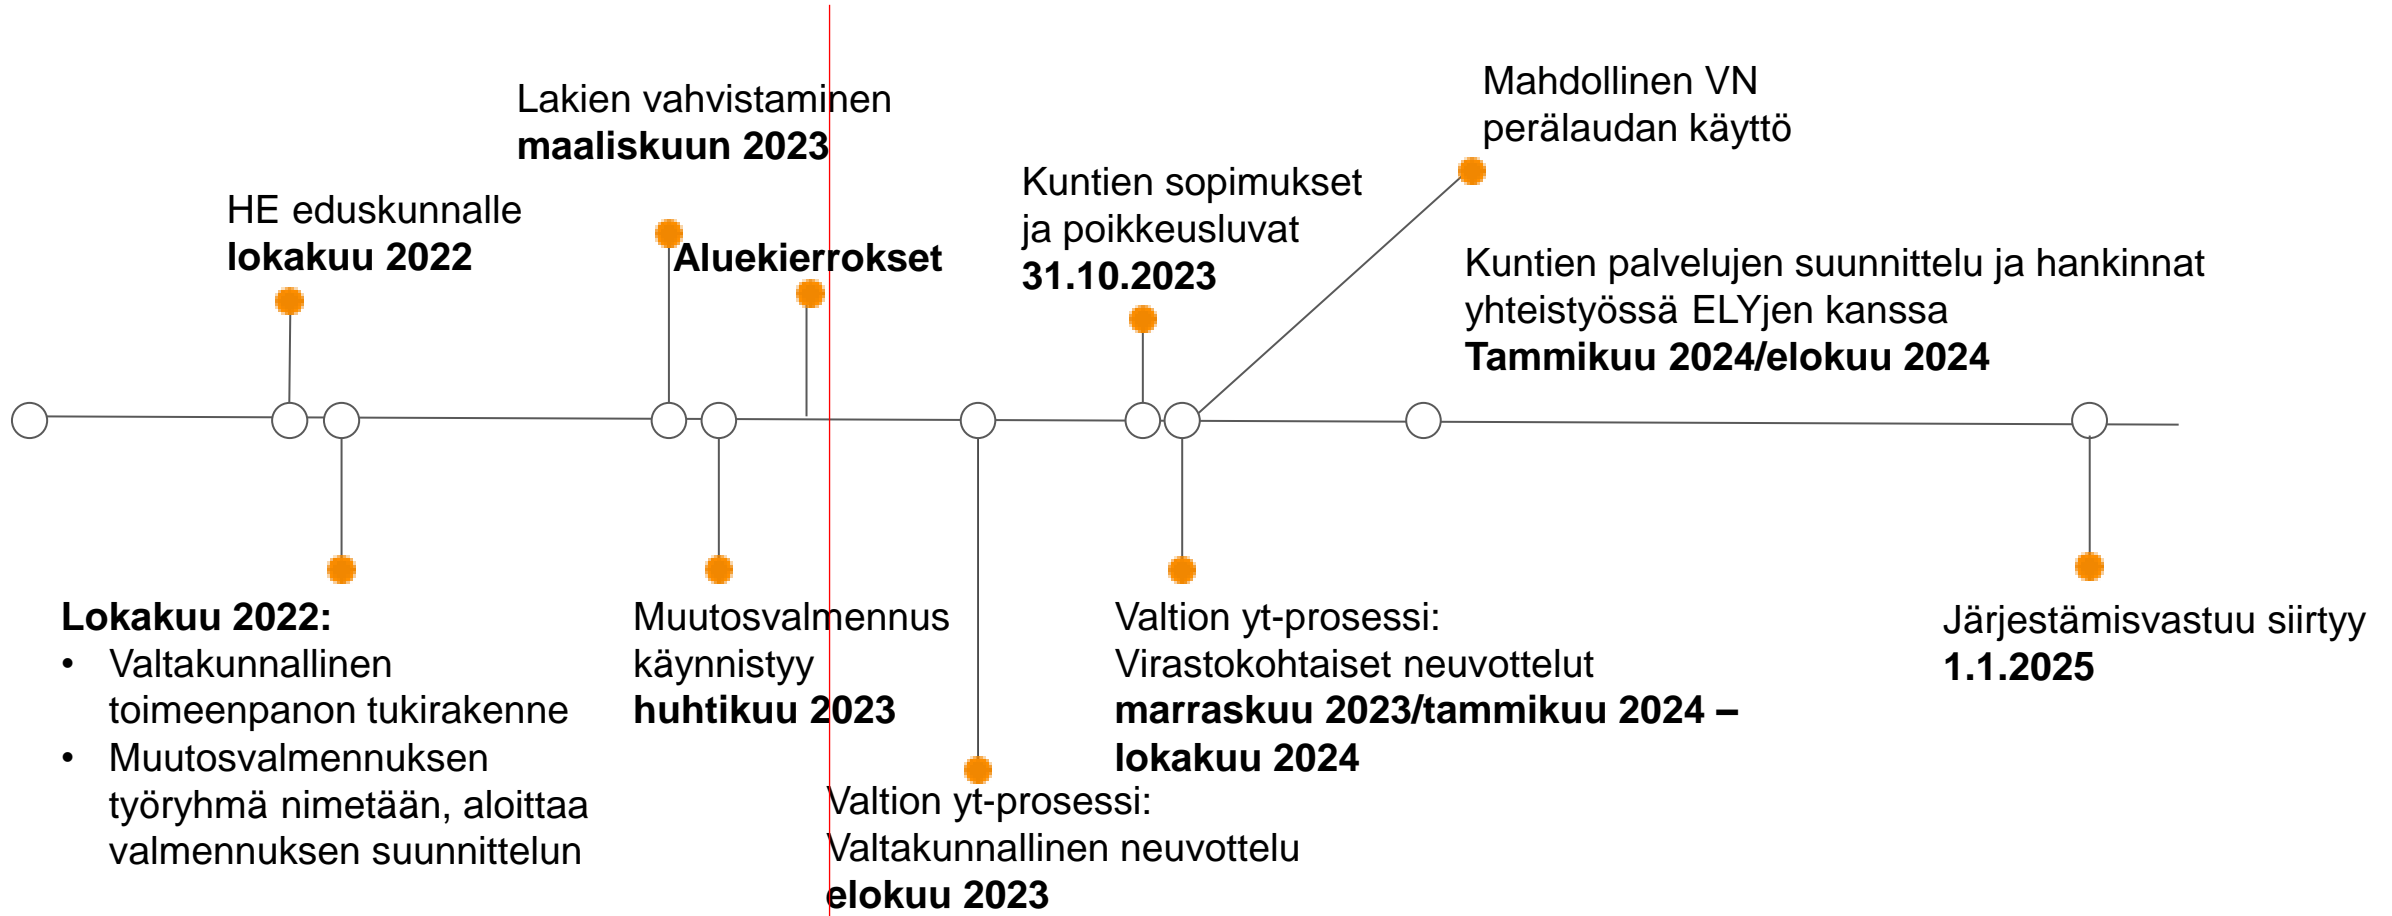 Lakien vahvistaminen
maaliskuun 2023
Mahdollinen VN
perälaudan käyttö
HE eduskunnalle
lokakuu 2022
Aluekierrokset
Kuntien sopimukset
ja poikkeusluvat
31.10.2023
Kuntien palvelujen suunnittelu ja hankinnat
yhteistyössä ELYjen kanssa
Tammikuu 2024/elokuu 2024
Lokakuu 2022:
• Valtakunnallinen
toimeenpanon tukirakenne
• Muutosvalmennuksen
työryhmä nimetään, aloittaa
valmennuksen suunnittelun
Muutosvalmennus
käynnistyy
huhtikuu 2023
Valtion yt-prosessi:
Valtakunnallinen neuvottelu
elokuu 2023
Valtion yt-prosessi:
Virastokohtaiset neuvottelut
marraskuu 2023/tammikuu 2024 –
lokakuu 2024
Järjestämisvastuu siirtyy
1.1.2025